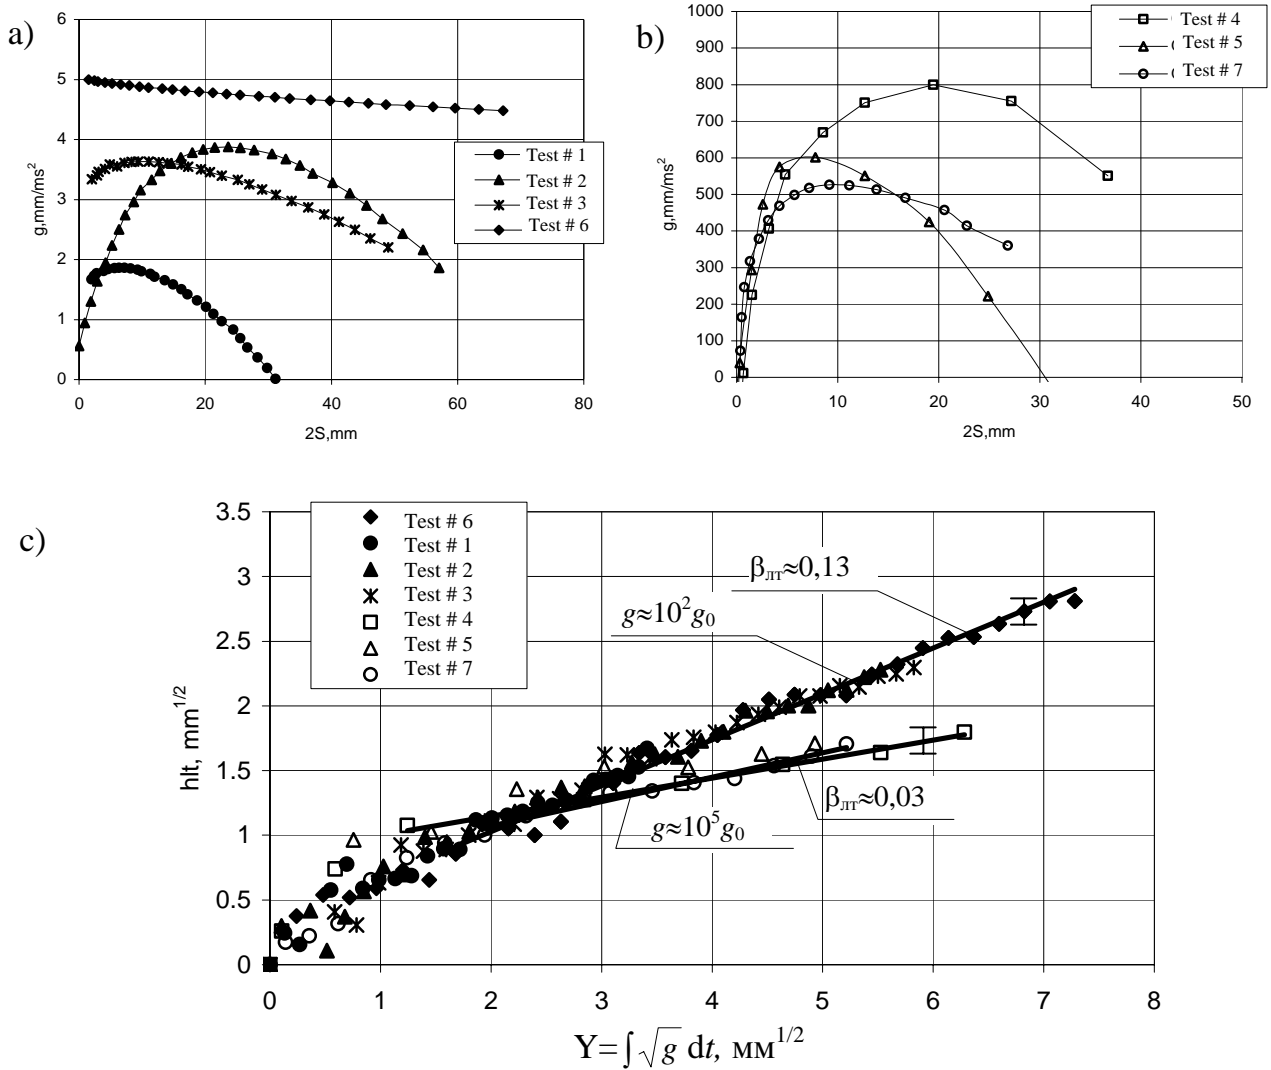 a)
6
5
4
3
2
1
0
g,mm/ms²
0 20 40 60 80
2S,mm
Test # 1
Test # 2
Test # 3
Test # 6
b)
1000
900
800
700
600
500
400
300
200
100
0
g,mm/ms²
0 10 20 30 40 50
2S,mm
Test # 4
Test # 5
Test # 7
c)
3.5
3
2.5
2
1.5
1
0.5
0
hlt, mm^1/2
Test # 6
Test # 1
Test # 2
Test # 3
Test # 4
Test # 5
Test # 7
βлт≈0,13
g≈10²g₀
βлт≈0,03
g≈10⁵g₀
0 1 2 3 4 5 6 7 8
Y=∫√g dt, мм^1/2